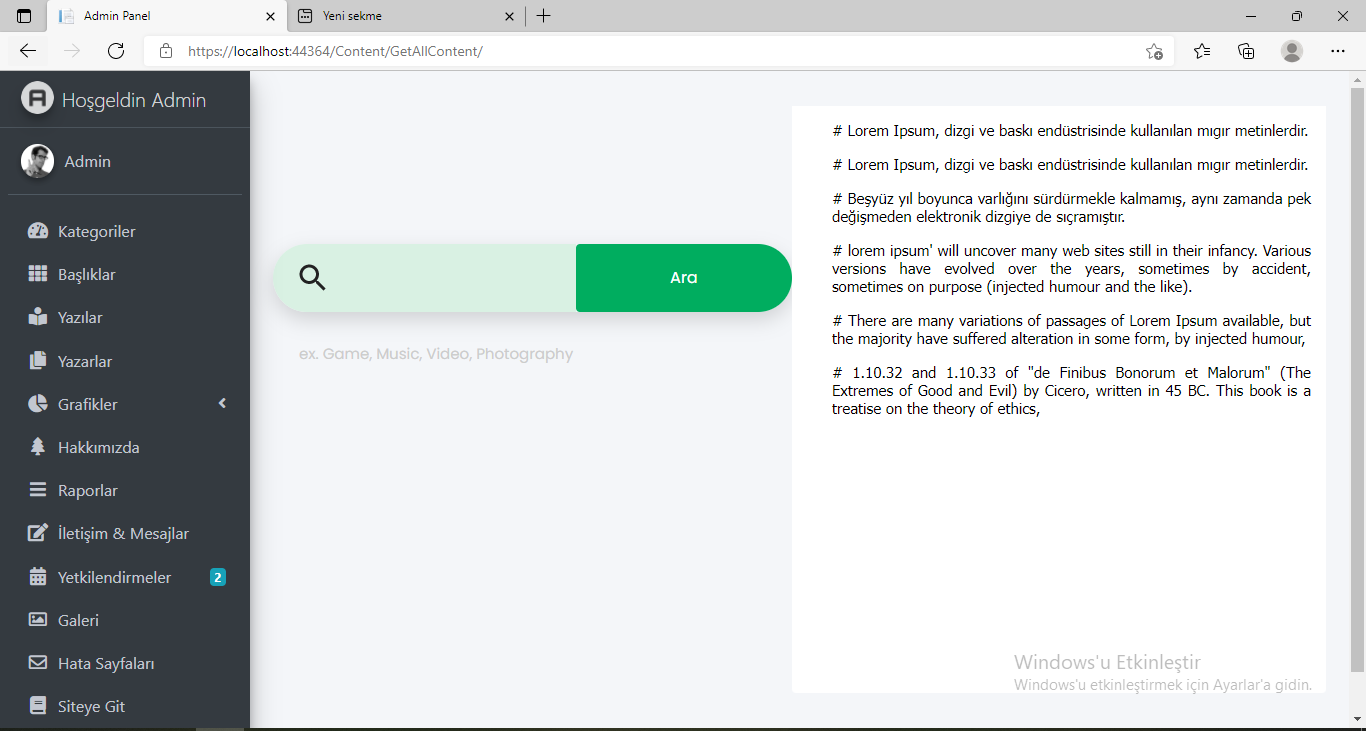 Admin Panel
Yeni sekme
https://localhost:44364/Content/GetAllContent/
Hoşgeldin Admin
Admin
Kategoriler
Başlıklar
Yazılar
Yazarlar
Grafikler
Hakkımızda
Raporlar
İletişim & Mesajlar
Yetkilendirmeler 2
Galeri
Hata Sayfaları
Siteye Git
Ara
ex. Game, Music, Video, Photography
# Lorem Ipsum, dizgi ve baskı endüstrisinde kullanılan mıgır metinlerdir.
# Lorem Ipsum, dizgi ve baskı endüstrisinde kullanılan mıgır metinlerdir.
# Beşyüz yıl boyunca varlığını sürdürmekle kalmamış, aynı zamanda pek
değişmeden elektronik dizgiye de sıçramıştır.
# lorem ipsum' will uncover many web sites still in their infancy. Various
versions have evolved over the years, sometimes by accident,
sometimes on purpose (injected humour and the like).
# There are many variations of passages of Lorem Ipsum available, but
the majority have suffered alteration in some form, by injected humour,
# 1.10.32 and 1.10.33 of "de Finibus Bonorum et Malorum" (The
Extremes of Good and Evil) by Cicero, written in 45 BC. This book is a
treatise on the theory of ethics,
Windows'u Etkinleştir
Windows'u etkinleştirmek için Ayarlar'a gidin.